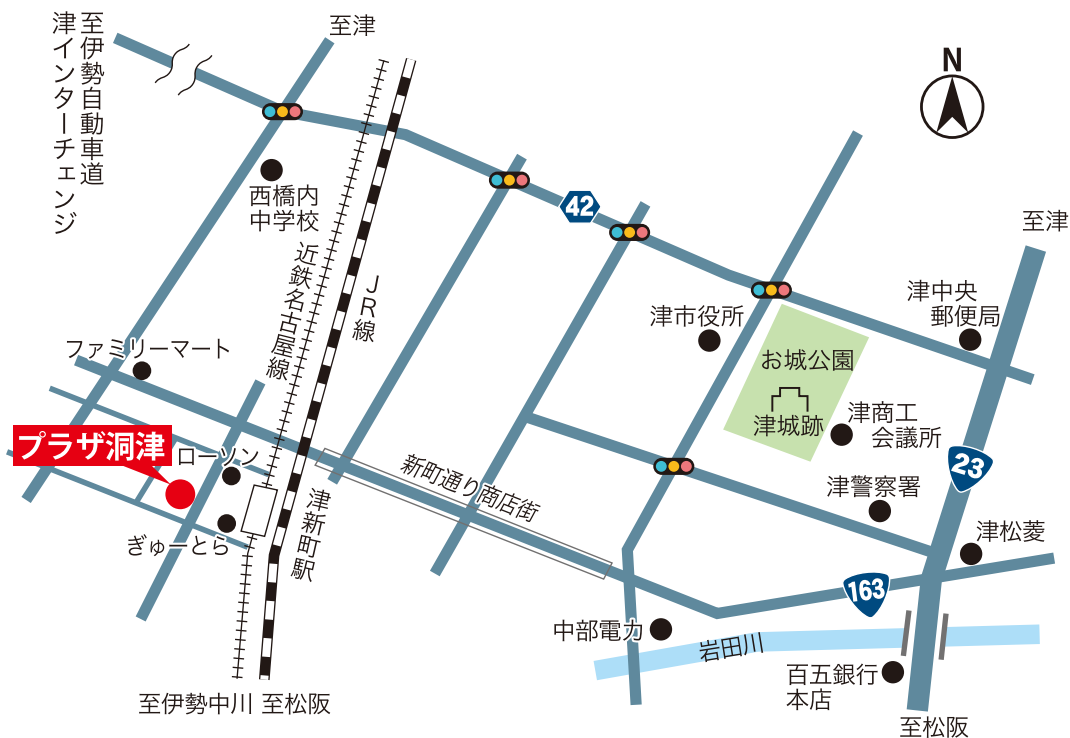 至伊勢自動車道
津インターチェンジ
至津
N
西橋内
中学校
42
近鉄名古屋線
JR線
至津
津中央
郵便局
津市役所
お城公園
津城跡
津商工
会議所
ファミリーマート
プラザ洞津
ローソン
新町通り商店街
23
津警察署
津新町駅
ぎゅーとら
津松菱
163
中部電力
岩田川
百五銀行
本店
至伊勢中川
至松阪
至松阪